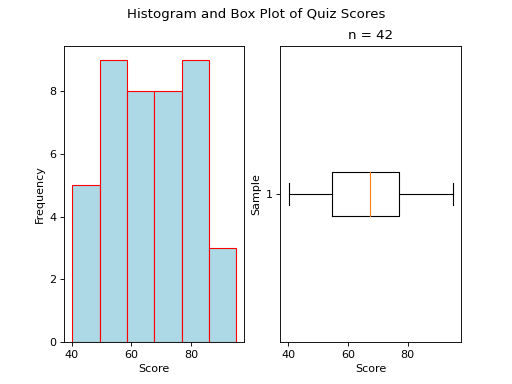 Histogram and Box Plot of Quiz Scores
Frequency
8
6
4
2
0
40 60 80
Score
n = 42
Sample
1
40 60 80
Score